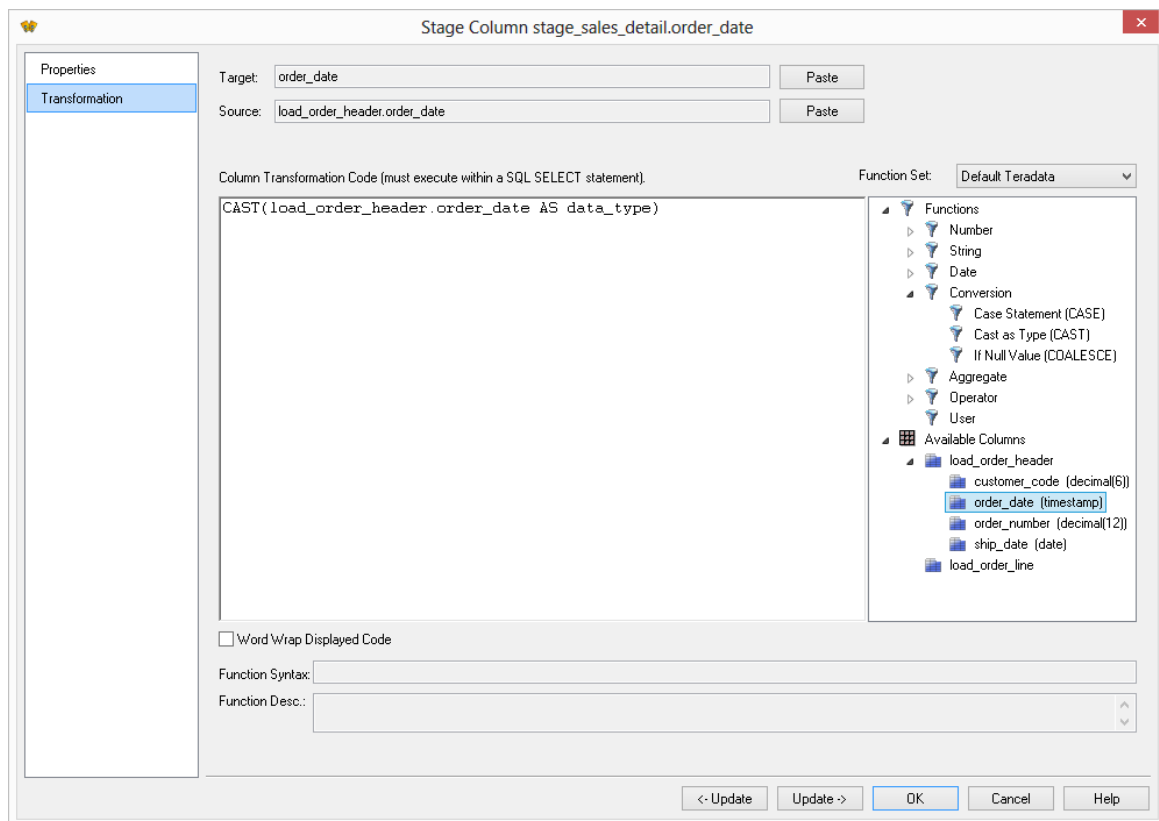 Stage Column stage_sales_detail.order_date
Properties
Transformation
Target: order_date Paste
Source: load_order_header.order_date Paste
Column Transformation Code (must execute within a SQL SELECT statement). Function Set: Default Teradata
CAST(load_order_header.order_date AS data_type)
Functions
Number
String
Date
Conversion
Case Statement (CASE)
Cast as Type (CAST)
If Null Value (COALESCE)
Aggregate
Operator
User
Available Columns
load_order_header
customer_code (decimal(6))
order_date (timestamp)
order_number (decimal(12))
ship_date (date)
load_order_line
Word Wrap Displayed Code
Function Syntax:
Function Desc.:
<- Update Update -> OK Cancel Help